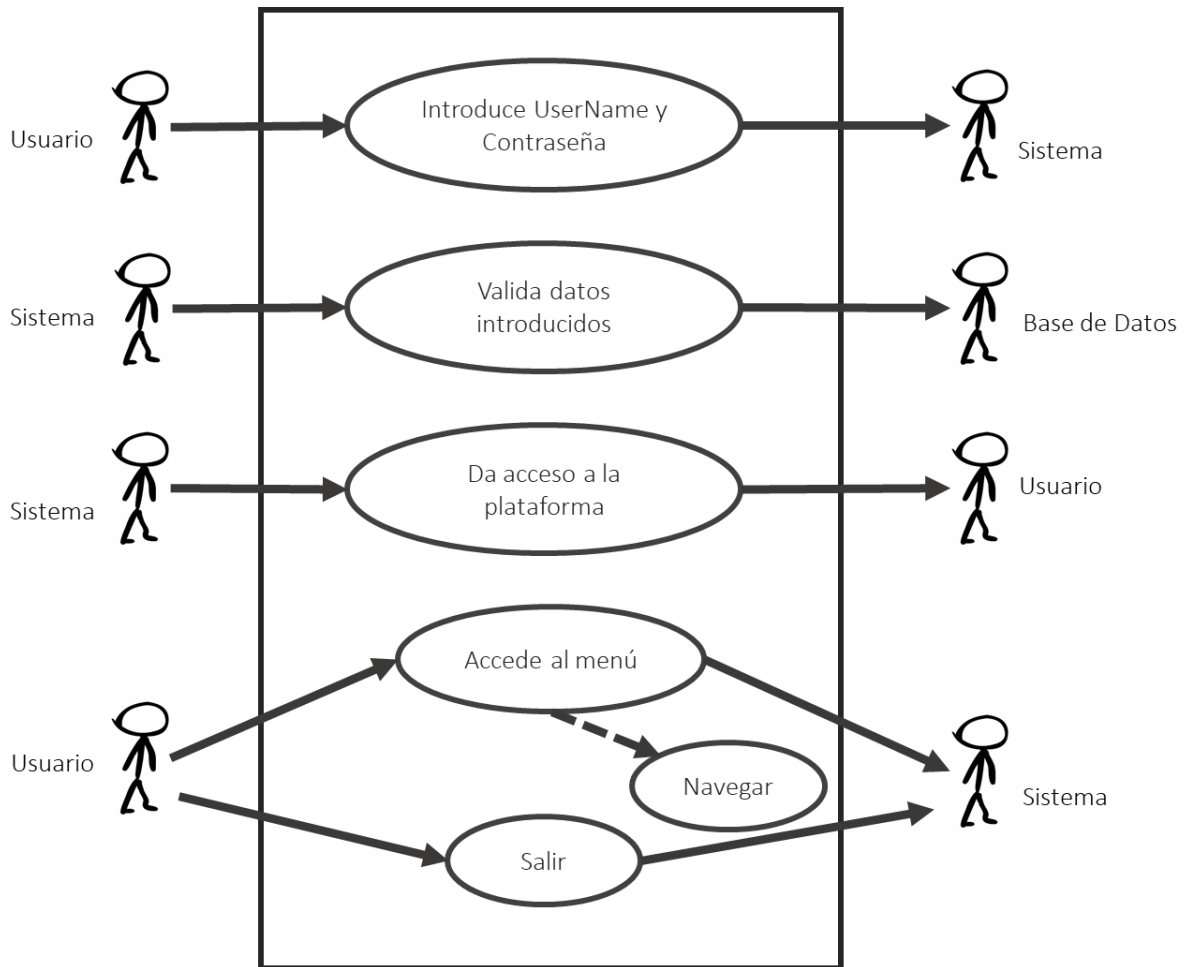 Usuario
Introduce UserName y
Contraseña
Sistema
Sistema
Valida datos
introducidos
Base de Datos
Sistema
Da acceso a la
plataforma
Usuario
Usuario
Accede al menú
Navegar
Salir
Sistema